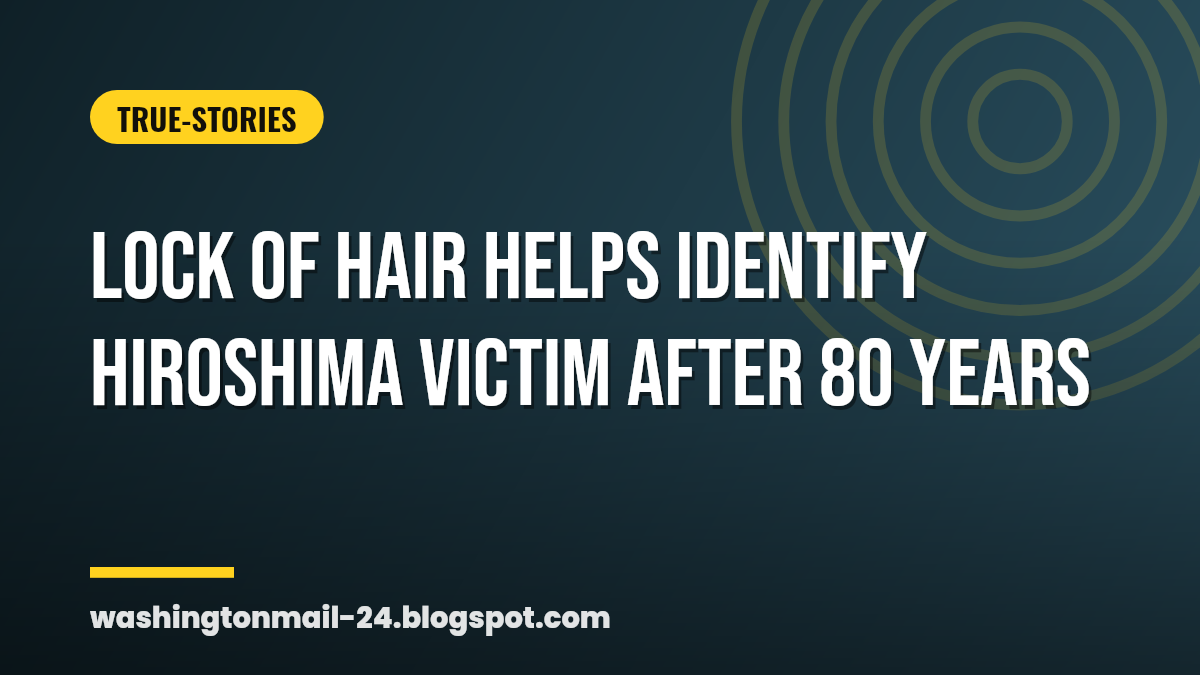 TRUE-STORIES
LOCK OF HAIR HELPS IDENTIFY
HIROSHIMA VICTIM AFTER 80 YEARS
washingtonmail-24.blogspot.com